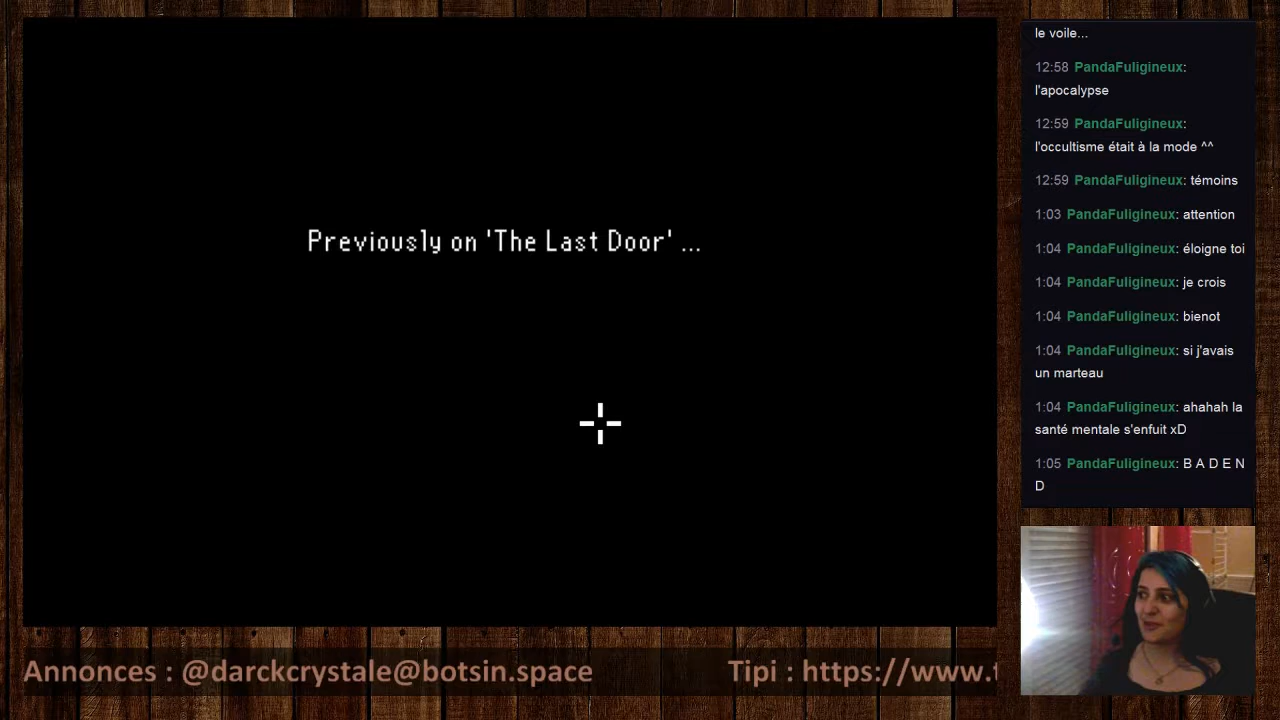 Previously on 'The Last Door' ...
le voile...
12:58 PandaFuligineux:
l'apocalypse
12:59 PandaFuligineux:
l'occultisme était à la mode ^^
12:59 PandaFuligineux: témoins
1:03 PandaFuligineux: attention
1:04 PandaFuligineux: éloigne toi
1:04 PandaFuligineux: je crois
1:04 PandaFuligineux: bienot
1:04 PandaFuligineux: si j'avais
un marteau
1:04 PandaFuligineux: ahahah la
santé mentale s'enfuit xD
1:05 PandaFuligineux: B A D E N
D
Annonces : @darckcrystale@botsin.space Tipi : https://www.